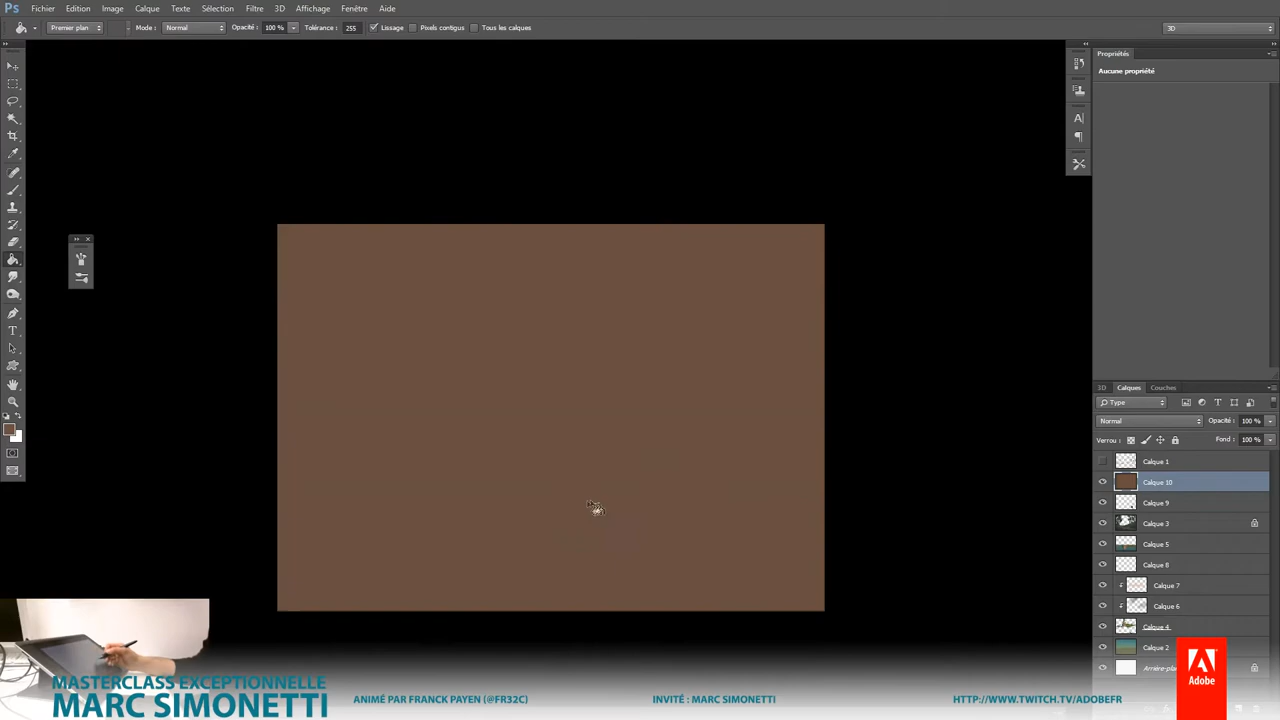 Ps Fichier Edition Image Calque Texte Sélection Filtre 3D Affichage Fenêtre Aide
Premier plan Mode : Normal Opacité : 100 % Tolérance : 255 Lissage Pixels contigus Tous les calques 3D
Propriétés
Aucune propriété
3D Calques Couches
Type
Normal Opacité : 100 %
Verrou : Fond : 100 %
Calque 1
Calque 10
Calque 9
Calque 3
Calque 5
Calque 8
Calque 7
Calque 6
Calque 4
Calque 2
Arrière-pla
Adobe
MASTERCLASS EXCEPTIONNELLE
MARC SIMONETTI
ANIMÉ PAR FRANCK PAYEN (@FR32C)
INVITÉ : MARC SIMONETTI
HTTP://WWW.TWITCH.TV/ADOBEFR